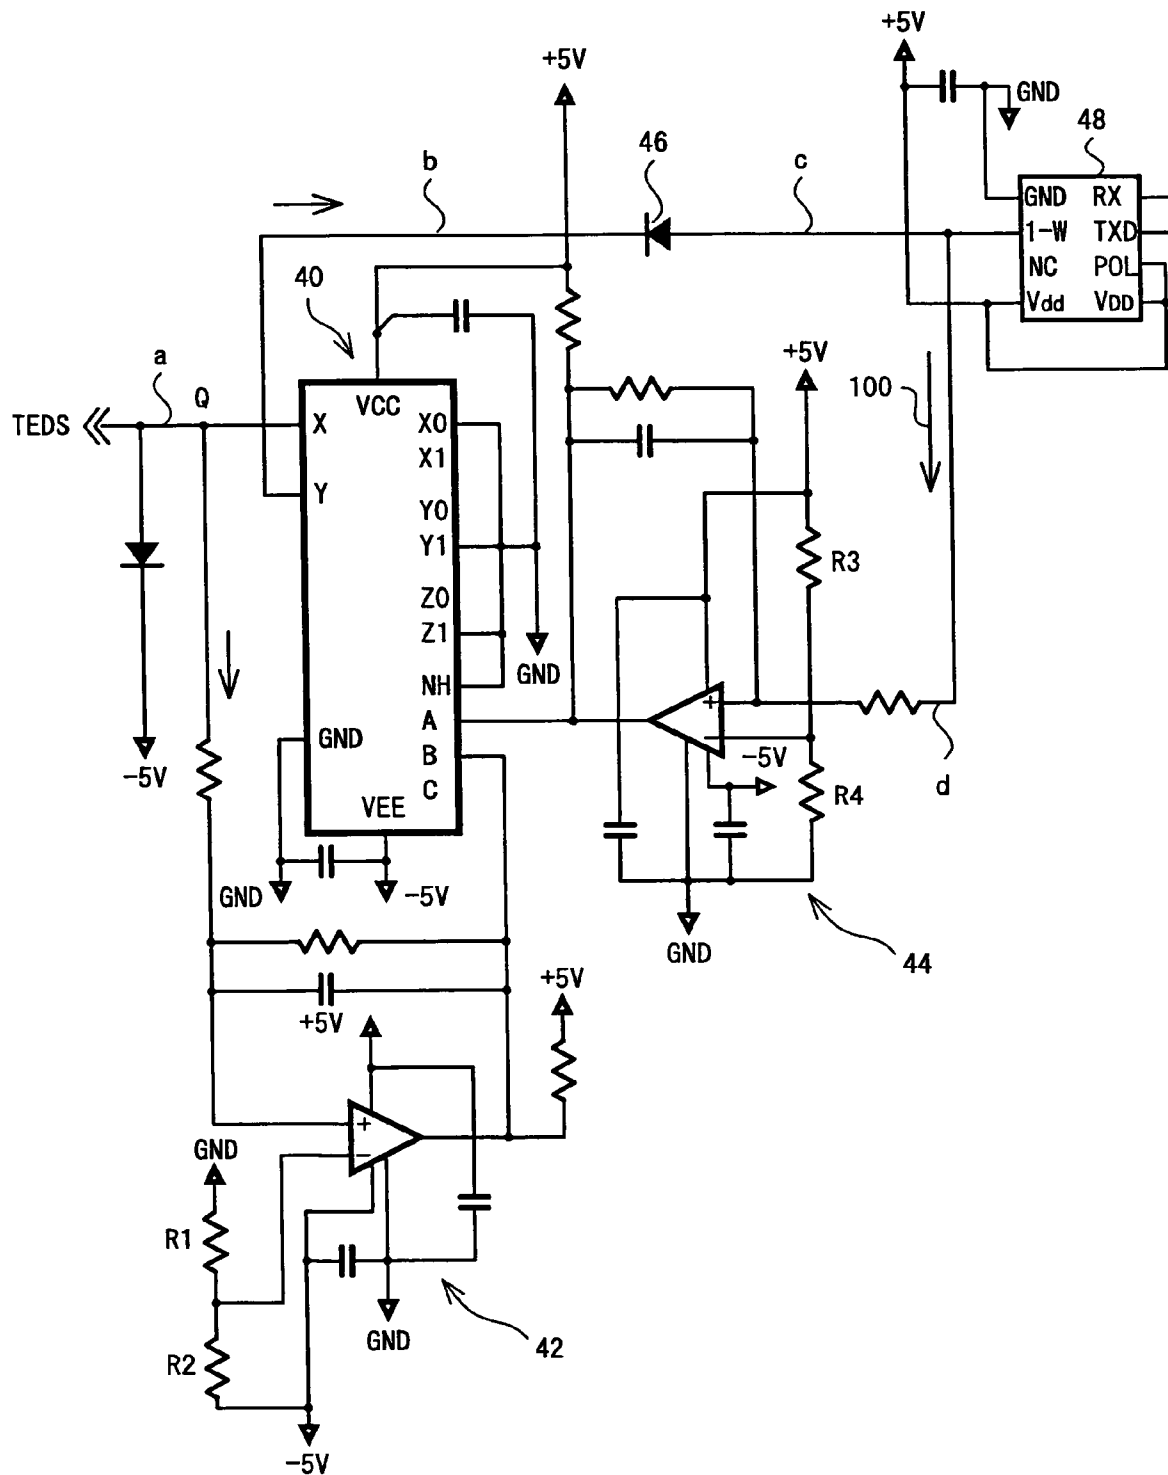 +5V
+5V
GND
48
46
b
c
GND RX
1-W TXD
NC POL
Vdd VDD
40
+5V
100
a
Q
TEDS
VCC
X
X0
X1
Y
Y0
Y1
R3
Z0
Z1
GND
NH
+
A
GND
−
-5V
-5V
B
d
C
R4
VEE
GND
-5V
GND
44
+5V
+5V
+
GND
−
R1
GND
42
R2
-5V